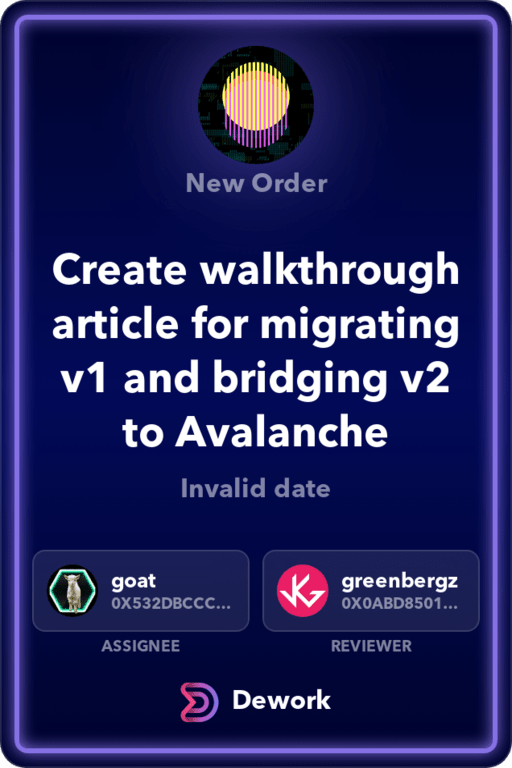 New Order
Create walkthrough
article for migrating
v1 and bridging v2
to Avalanche
Invalid date
goat
0X532DBCCC...
ASSIGNEE
greenbergz
0X0ABD8501...
REVIEWER
Dework